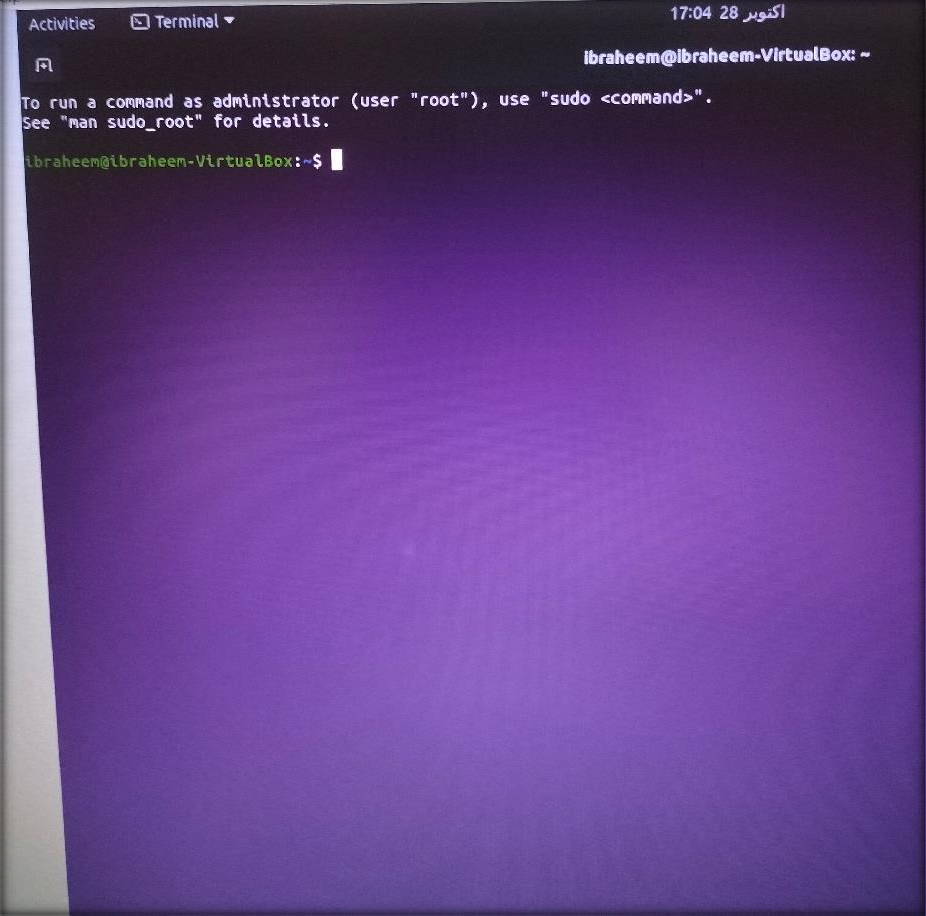 Activities Terminal
17:04 28 اکتوبر
ibraheem@ibraheem-VirtualBox: ~
To run a command as administrator (user "root"), use "sudo <command>".
See "man sudo_root" for details.
ibraheem@ibraheem-VirtualBox:~$